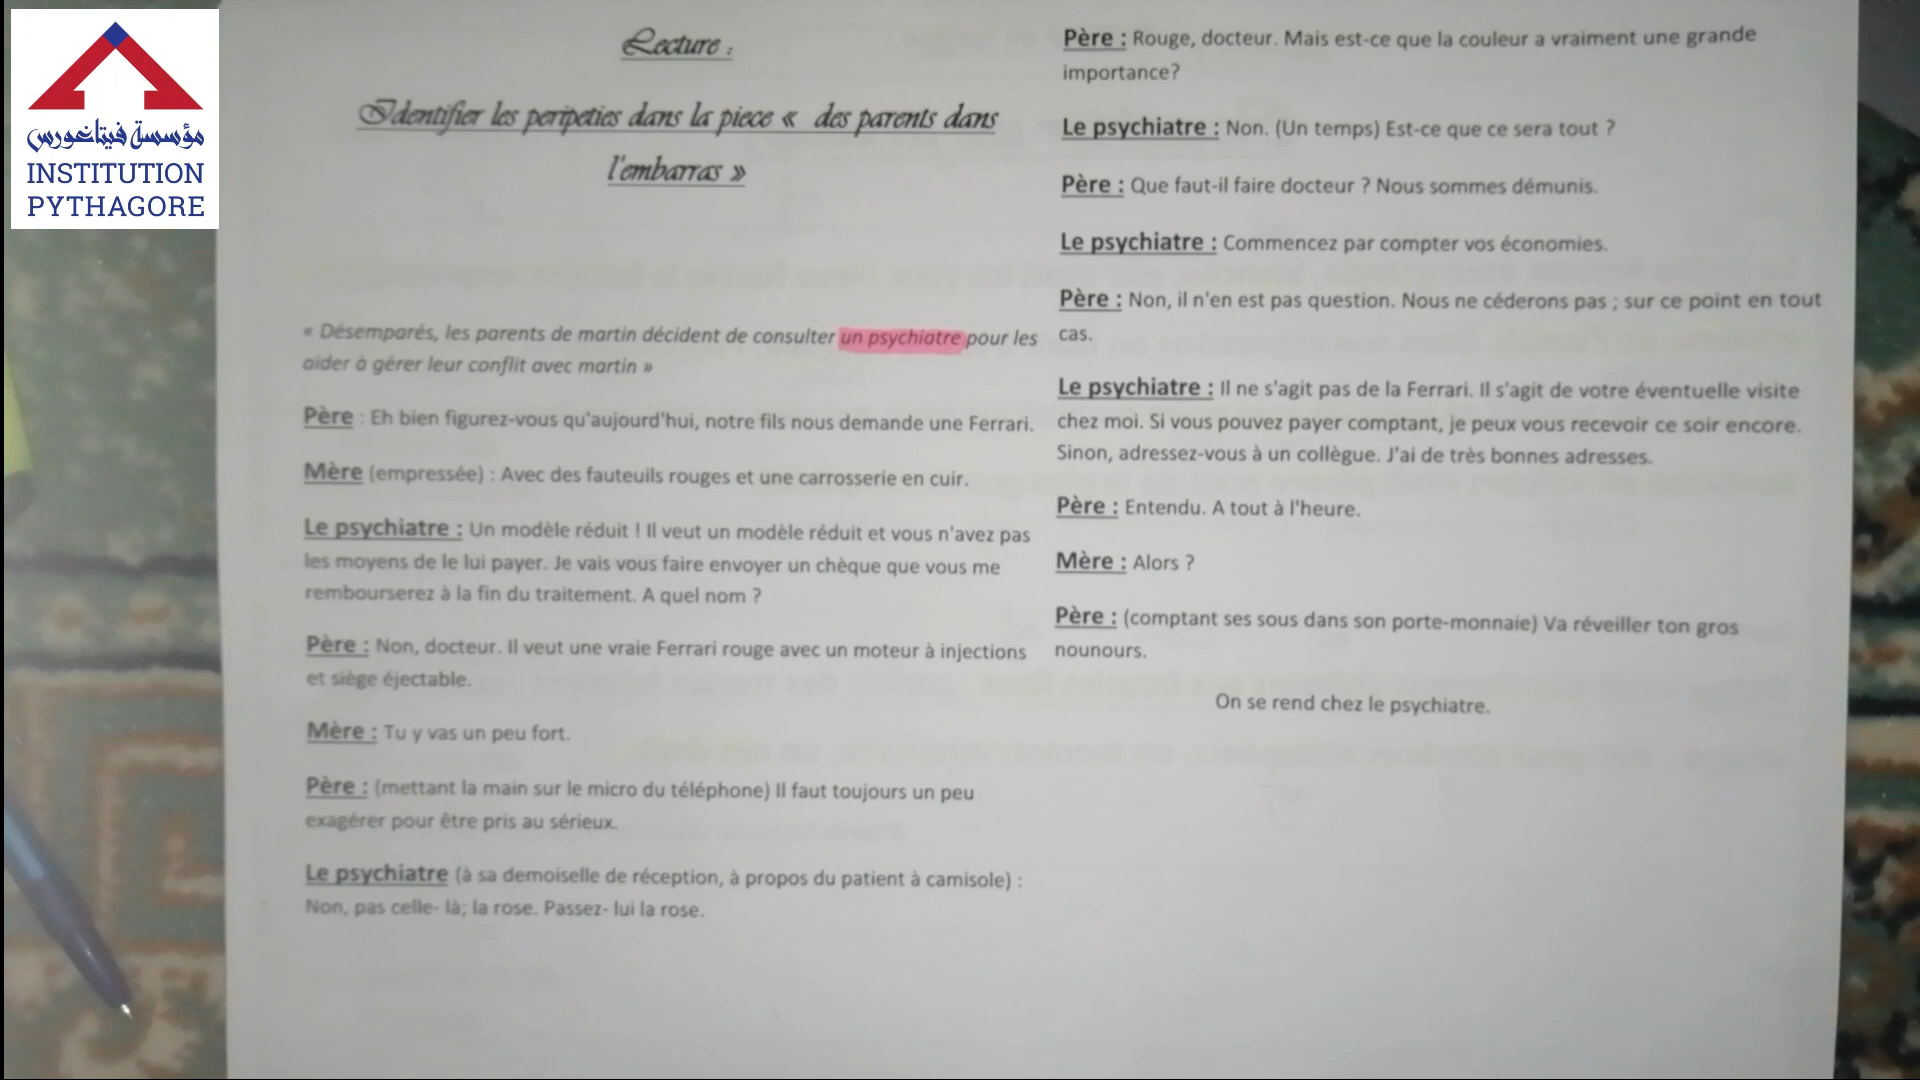 مؤسسة فيتاغورس
INSTITUTION
PYTHAGORE
Lecture :
Identifier les peripeties dans la piece « des parents dans
l'embarras »
« Désemparés, les parents de martin décident de consulter un psychiatre pour les
aider à gérer leur conflit avec martin »
Père : Eh bien figurez-vous qu'aujourd'hui, notre fils nous demande une Ferrari.
Mère (empressée) : Avec des fauteuils rouges et une carrosserie en cuir.
Le psychiatre : Un modèle réduit ! Il veut un modèle réduit et vous n'avez pas
les moyens de le lui payer. Je vais vous faire envoyer un chèque que vous me
rembourserez à la fin du traitement. A quel nom ?
Père : Non, docteur. Il veut une vraie Ferrari rouge avec un moteur à injections
et siège éjectable.
Mère : Tu y vas un peu fort.
Père : (mettant la main sur le micro du téléphone) Il faut toujours un peu
exagérer pour être pris au sérieux.
Le psychiatre (à sa demoiselle de réception, à propos du patient à camisole) :
Non, pas celle- là; la rose. Passez- lui la rose.
Père : Rouge, docteur. Mais est-ce que la couleur a vraiment une grande
importance?
Le psychiatre : Non. (Un temps) Est-ce que ce sera tout ?
Père : Que faut-il faire docteur ? Nous sommes démunis.
Le psychiatre : Commencez par compter vos économies.
Père : Non, il n'en est pas question. Nous ne céderons pas ; sur ce point en tout
cas.
Le psychiatre : Il ne s'agit pas de la Ferrari. Il s'agit de votre éventuelle visite
chez moi. Si vous pouvez payer comptant, je peux vous recevoir ce soir encore.
Sinon, adressez-vous à un collègue. J'ai de très bonnes adresses.
Père : Entendu. A tout à l'heure.
Mère : Alors ?
Père : (comptant ses sous dans son porte-monnaie) Va réveiller ton gros
nounours.
On se rend chez le psychiatre.